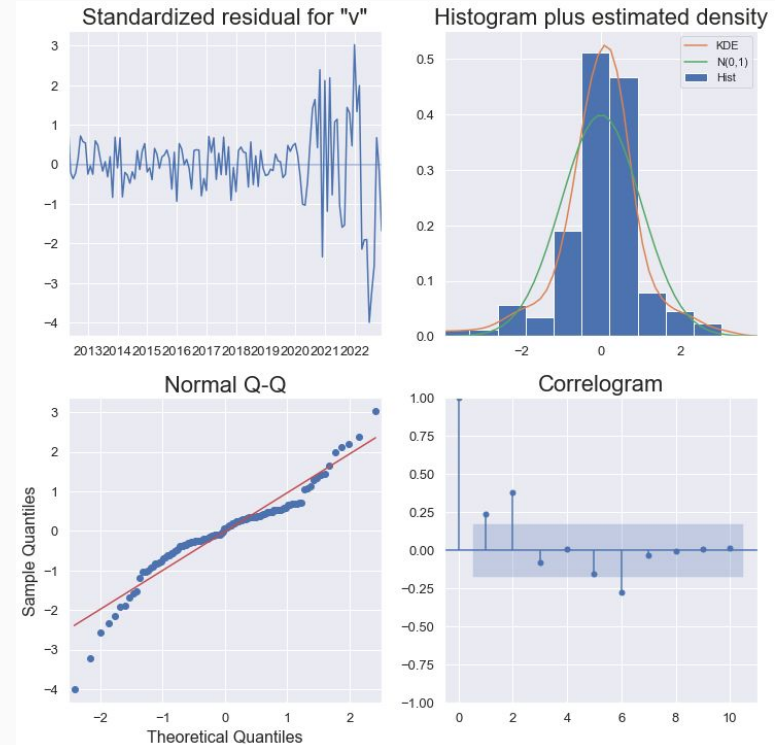 Standardized residual for "v"
3
2
1
0
−1
−2
−3
−4
2013 2014 2015 2016 2017 2018 2019 2020 2021 2022
Histogram plus estimated density
KDE
N(0,1)
Hist
0.5
0.4
0.3
0.2
0.1
0.0
−2 0 2
Normal Q-Q
Sample Quantiles
3
2
1
0
−1
−2
−3
−4
−2 −1 0 1 2
Theoretical Quantiles
Correlogram
1.00
0.75
0.50
0.25
0.00
−0.25
−0.50
−0.75
−1.00
0 2 4 6 8 10